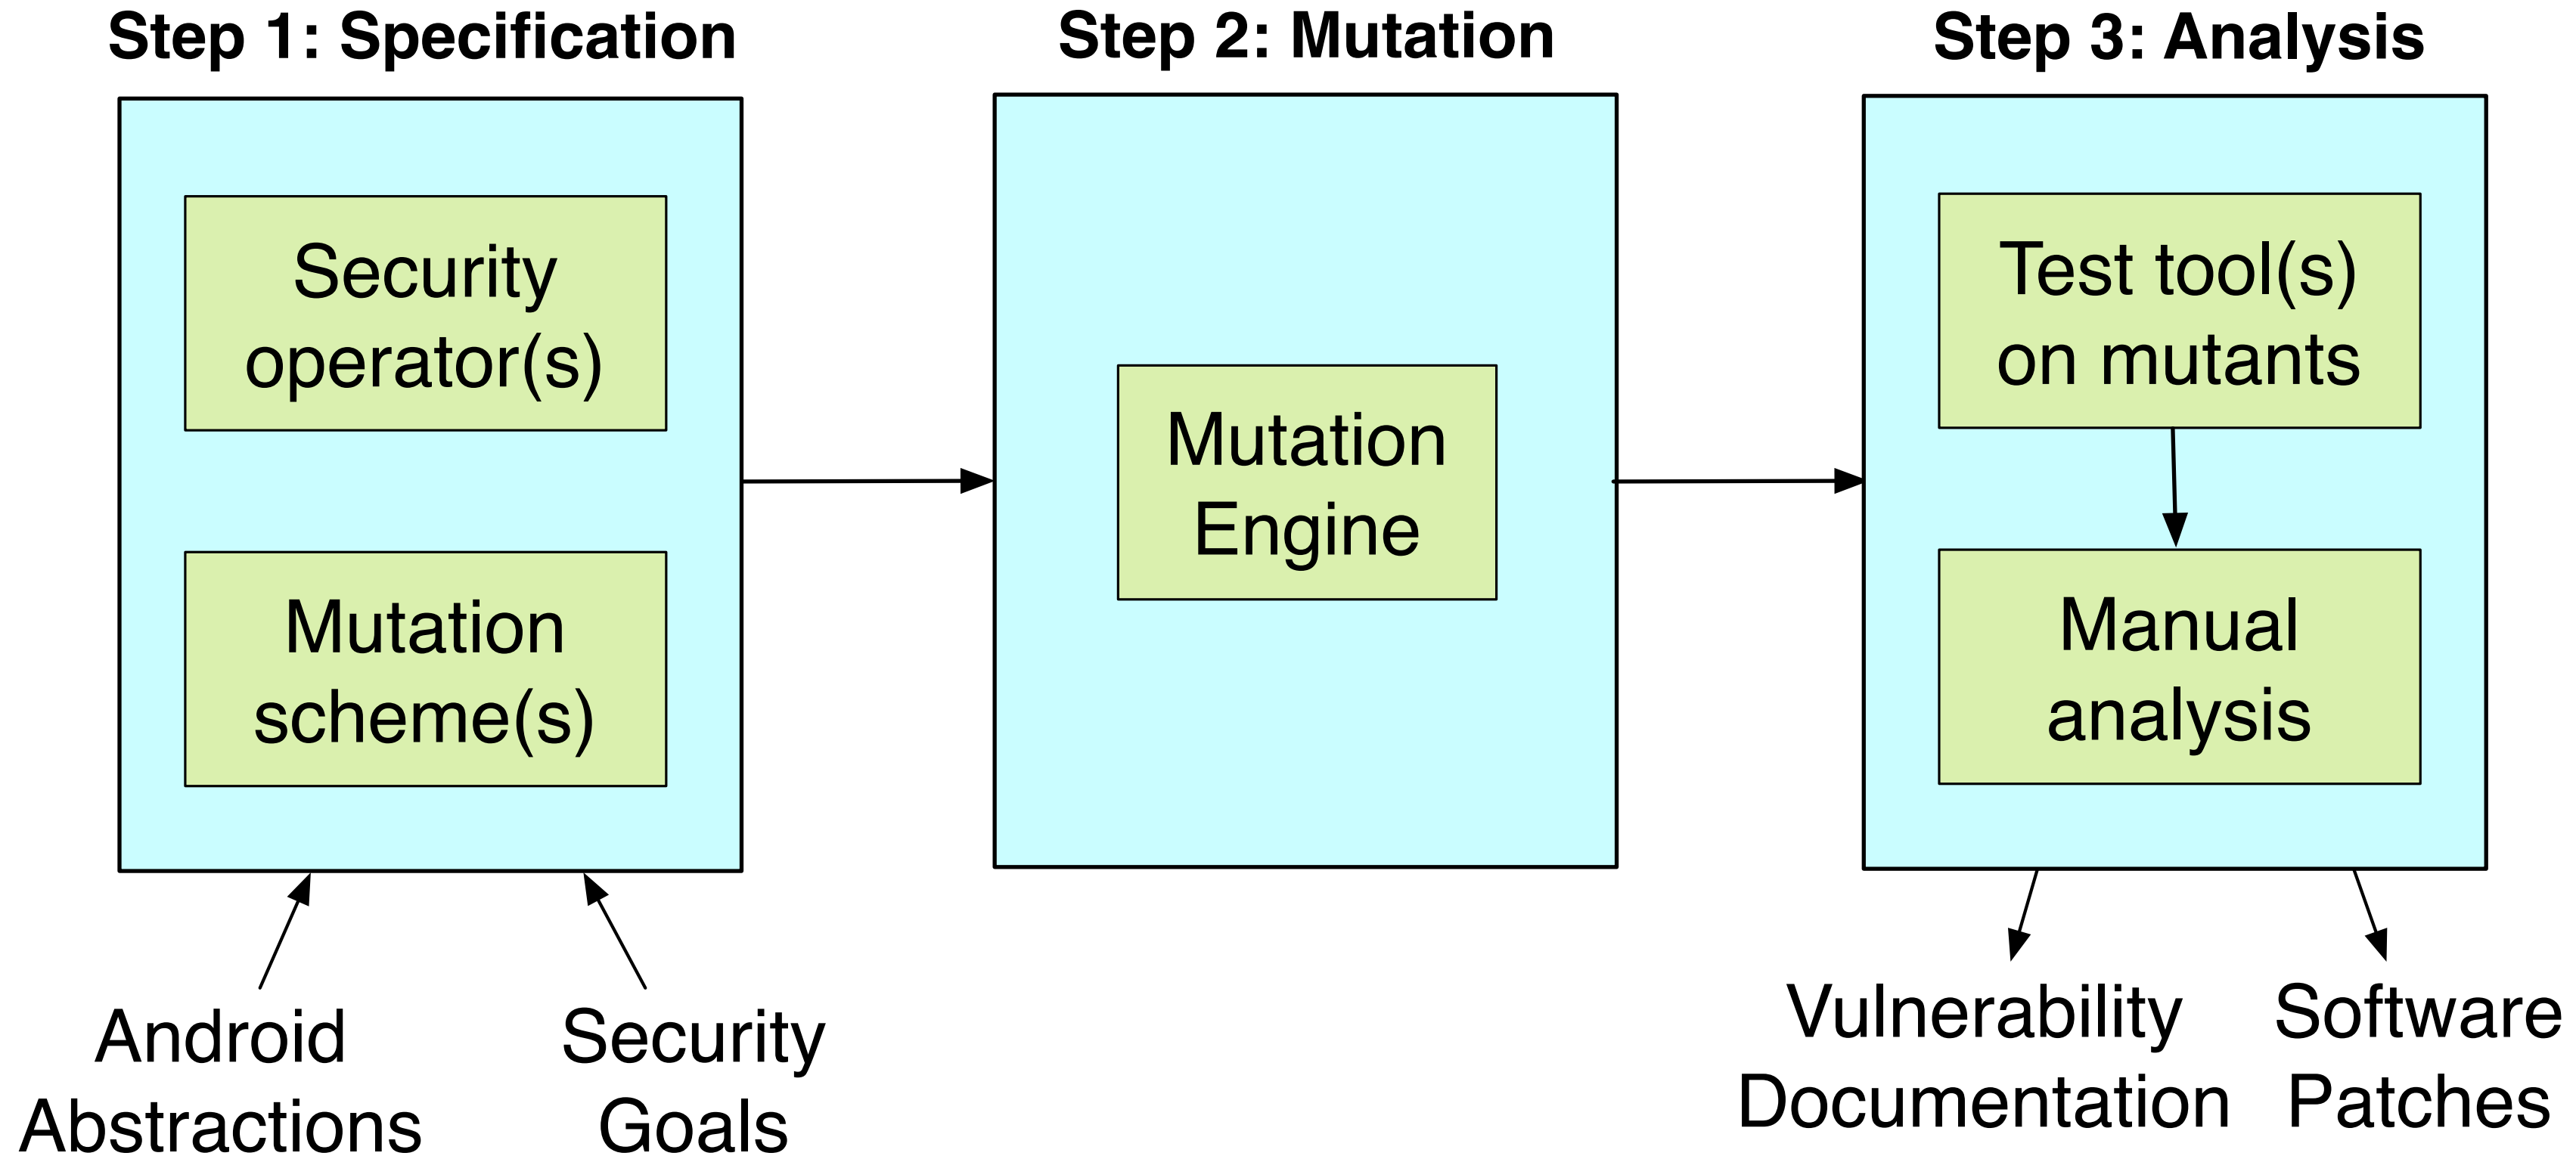 Step 1: Specification
Security
operator(s)
Mutation
scheme(s)
Android
Abstractions
Security
Goals
Step 2: Mutation
Mutation
Engine
Step 3: Analysis
Test tool(s)
on mutants
Manual
analysis
Vulnerability
Documentation
Software
Patches